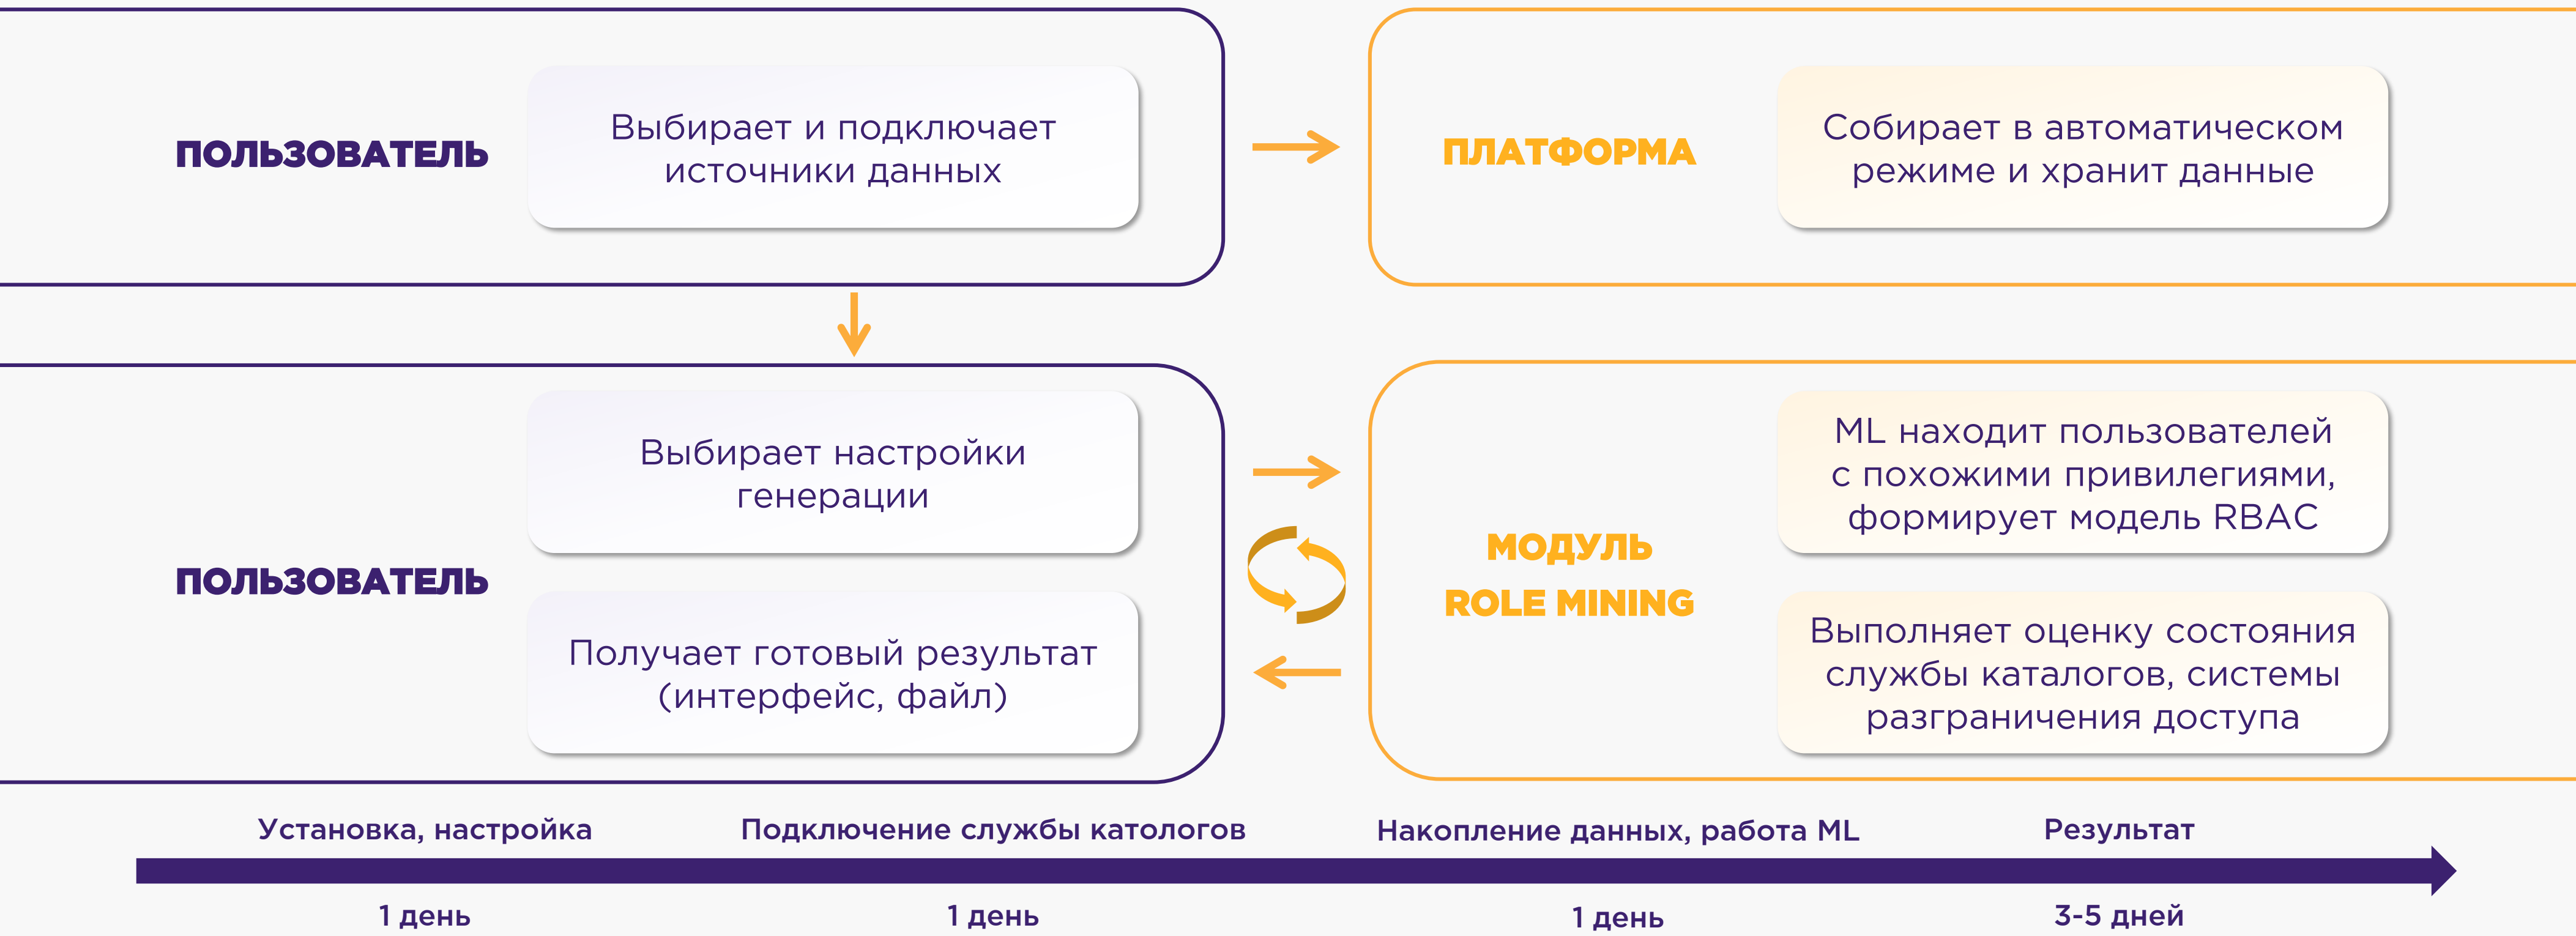 ПОЛЬЗОВАТЕЛЬ
Выбирает и подключает
источники данных
ПЛАТФОРМА
Собирает в автоматическом
режиме и хранит данные
ПОЛЬЗОВАТЕЛЬ
Выбирает настройки
генерации
Получает готовый результат
(интерфейс, файл)
МОДУЛЬ
ROLE MINING
ML находит пользователей
с похожими привилегиями,
формирует модель RBAC
Выполняет оценку состояния
службы каталогов, системы
разграничения доступа
Установка, настройка
Подключение службы катологов
Накопление данных, работа ML
Результат
1 день
1 день
1 день
3-5 дней